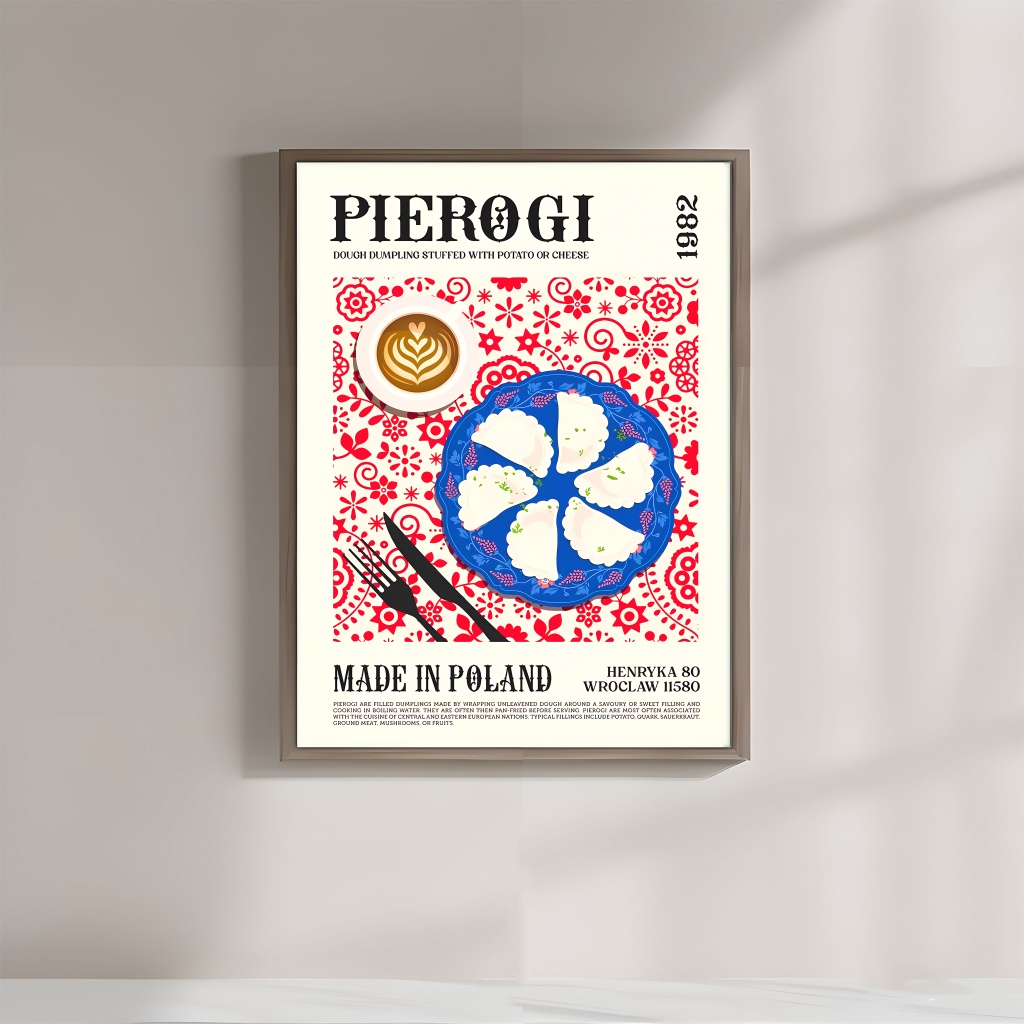 PIEROGI
1982
DOUGH DUMPLING STUFFED WITH POTATO OR CHEESE
MADE IN POLAND
HENRYKA 80
WROCLAW 11580
PIEROGI ARE FILLED DUMPLINGS MADE BY WRAPPING UNLEAVENED DOUGH AROUND A SAVOURY OR SWEET FILLING AND
COOKING IN BOILING WATER. THEY ARE OFTEN THEN PAN-FRIED BEFORE SERVING. PIEROGI ARE MOST OFTEN ASSOCIATED
WITH THE CUISINE OF CENTRAL AND EASTERN EUROPEAN NATIONS. TYPICAL FILLINGS INCLUDE POTATO, QUARK, SAUERKRAUT,
GROUND MEAT, MUSHROOMS, OR FRUITS.